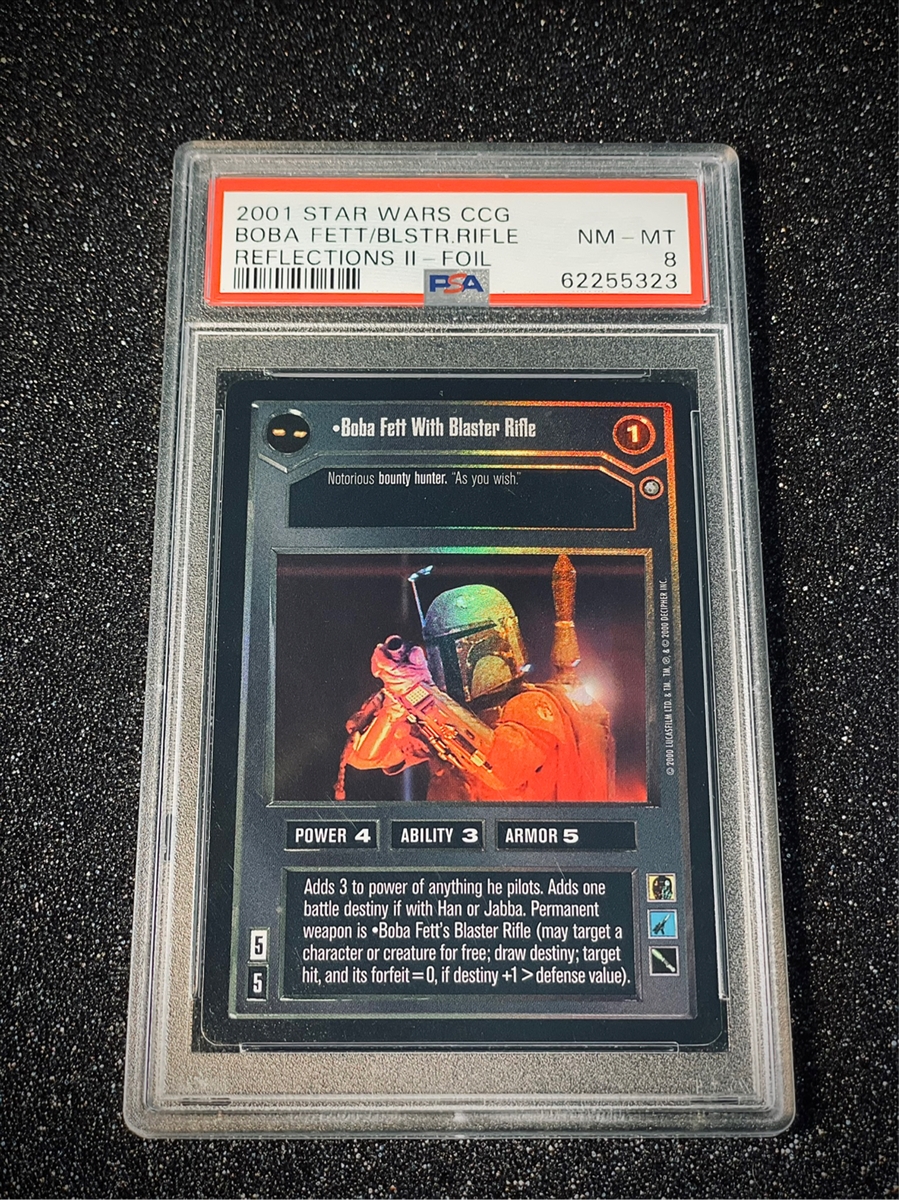 2001 STAR WARS CCG
BOBA FETT/BLSTR.RIFLE NM – MT
REFLECTIONS II – FOIL 8
PSA 62255323
•Boba Fett With Blaster Rifle 1
Notorious bounty hunter. "As you wish."
© 2000 LUCASFILM LTD. & TM. TM, ®, & © 2000 DECIPHER INC.
POWER 4 ABILITY 3 ARMOR 5
Adds 3 to power of anything he pilots. Adds one
battle destiny if with Han or Jabba. Permanent
weapon is •Boba Fett's Blaster Rifle (may target a
character or creature for free; draw destiny; target
hit, and its forfeit = 0, if destiny +1 > defense value).
5
5